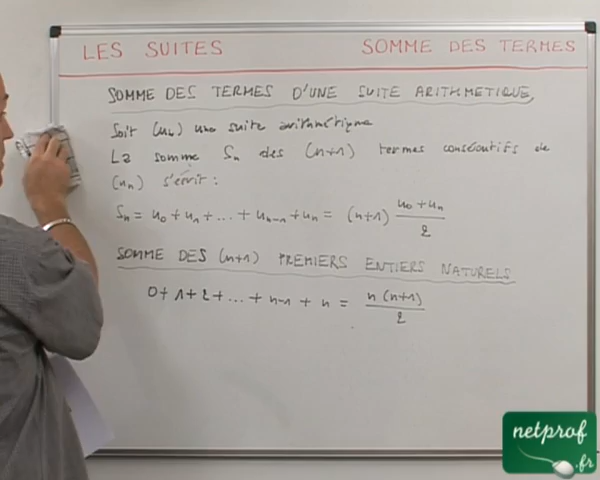 LES SUITES SOMME DES TERMES
SOMME DES TERMES D'UNE SUITE ARITHMETIQUE
Soit (un) une suite arithmétique
La somme Sn des (n+1) termes consécutifs de
(un) s'écrit :
Sn = u0 + u1 + ... + un-1 + un = (n+1) (u0 + un)/2
SOMME DES (n+1) PREMIERS ENTIERS NATURELS
0 + 1 + 2 + ... + n-1 + n = n(n+1)/2
netprof
.fr